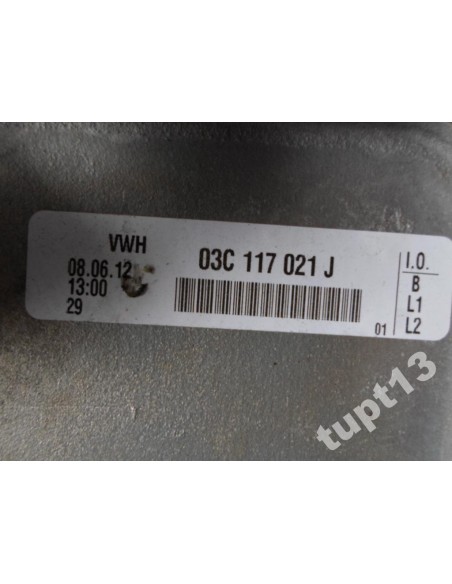 VWH
08.06.12
13:00
29
03C 117 021 J
01
I.O.
B
L1
L2
tupt13